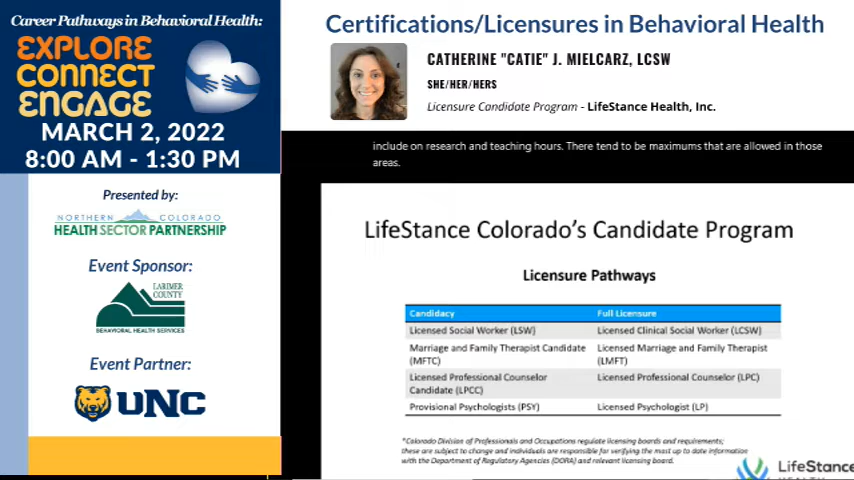 Career Pathways in Behavioral Health:
EXPLORE
CONNECT
ENGAGE
MARCH 2, 2022
8:00 AM - 1:30 PM
Presented by:
NORTHERN COLORADO
HEALTH SECTOR PARTNERSHIP
Event Sponsor:
LARIMER
COUNTY
BEHAVIORAL HEALTH SERVICES
Event Partner:
UNC
Certifications/Licensures in Behavioral Health
CATHERINE "CATIE" J. MIELCARZ, LCSW
SHE/HER/HERS
Licensure Candidate Program - LifeStance Health, Inc.
include on research and teaching hours. There tend to be maximums that are allowed in those
areas.
LifeStance Colorado's Candidate Program
Licensure Pathways
Candidacy Full Licensure
Licensed Social Worker (LSW) Licensed Clinical Social Worker (LCSW)
Marriage and Family Therapist Candidate Licensed Marriage and Family Therapist
(MFTC) (LMFT)
Licensed Professional Counselor Licensed Professional Counselor (LPC)
Candidate (LPCC)
Provisional Psychologists (PSY) Licensed Psychologist (LP)
*Colorado Division of Professionals and Occupations regulate licensing boards and requirements;
these are subject to change and individuals are responsible for verifying the most up to date information
with the Department of Regulatory Agencies (DORA) and relevant licensing board.
LifeStance